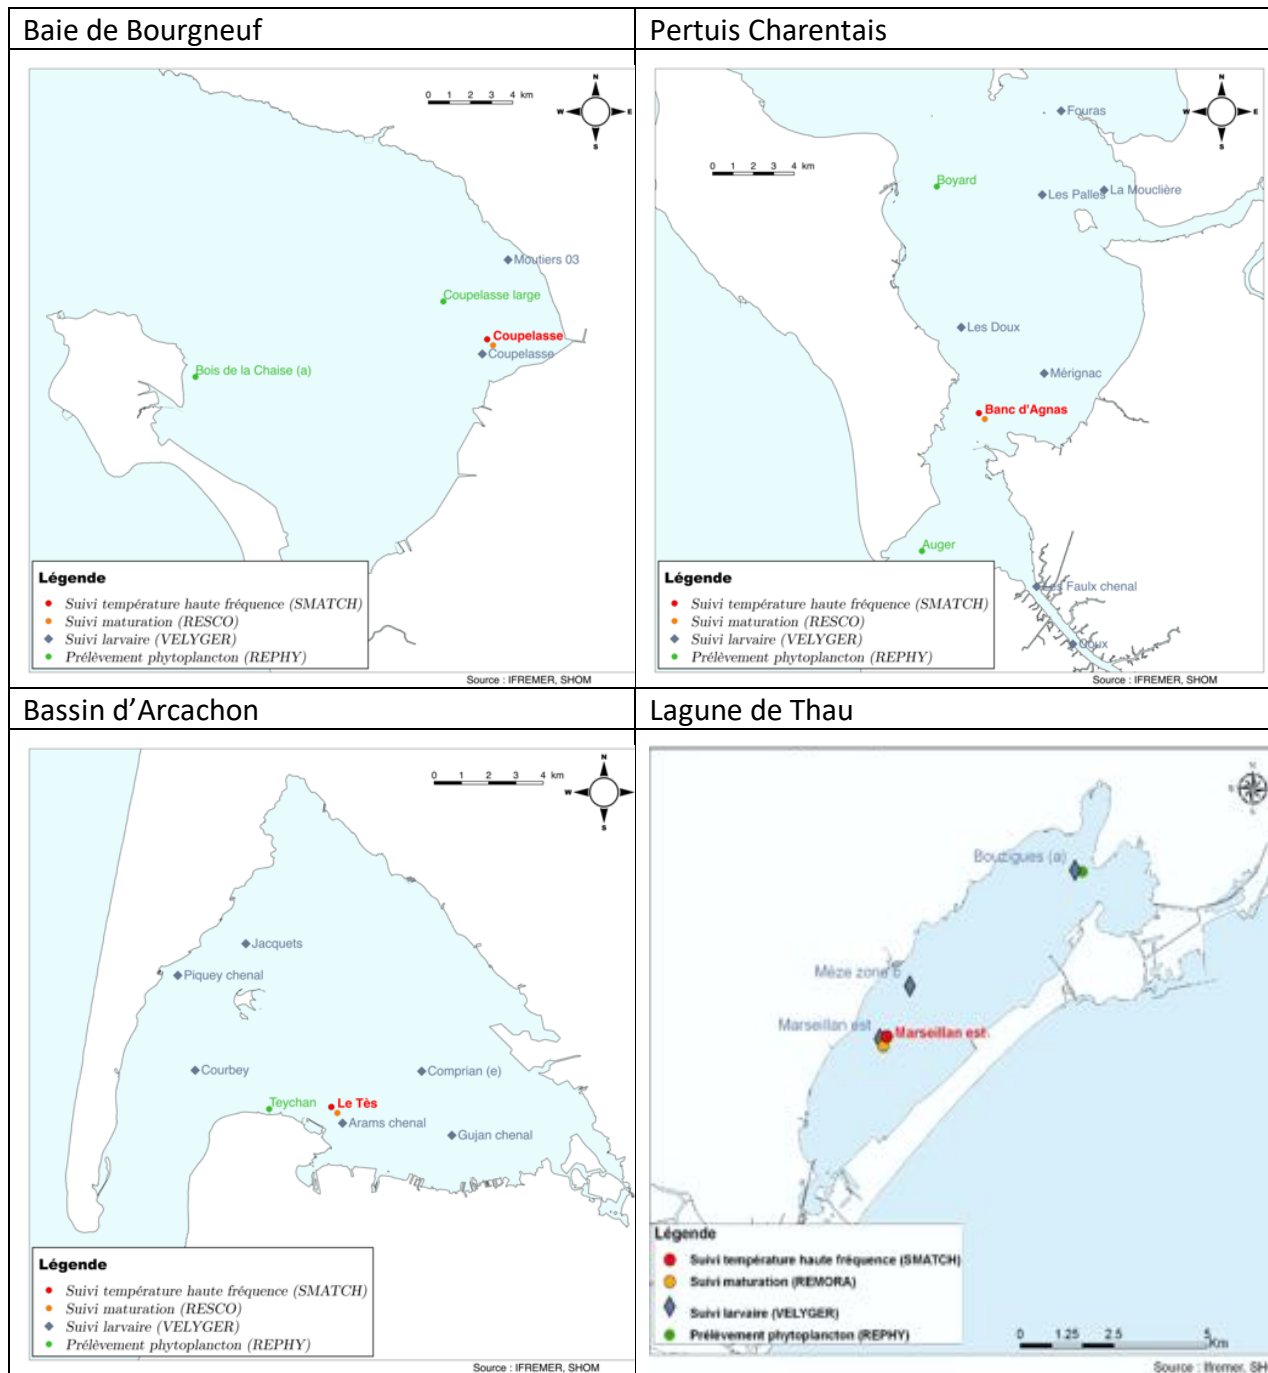 Baie de Bourgneuf
Pertuis Charentais
0 1 2 3 4 km
N
W E
S
Moutiers 03
Coupelasse large
Coupelasse
Coupelasse
Bois de la Chaise (a)
Légende
Suivi température haute fréquence (SMATCH)
Suivi maturation (RESCO)
Suivi larvaire (VELYGER)
Prélèvement phytoplancton (REPHY)
Source : IFREMER, SHOM
N
W E
S
Fouras
0 1 2 3 4 km
Boyard
Les Palles
La Mouclière
Les Doux
Mérignac
Banc d'Agnas
Auger
Les Faulx chenal
Légende
Suivi température haute fréquence (SMATCH)
Suivi maturation (RESCO)
Suivi larvaire (VELYGER)
Prélèvement phytoplancton (REPHY)
Source : IFREMER, SHOM
Bassin d’Arcachon
Lagune de Thau
0 1 2 3 4 km
N
W E
S
Jacquets
Piquey chenal
Courbey
Comprian (e)
Teychan
Le Tès
Arams chenal
Gujan chenal
Légende
Suivi température haute fréquence (SMATCH)
Suivi maturation (RESCO)
Suivi larvaire (VELYGER)
Prélèvement phytoplancton (REPHY)
Source : IFREMER, SHOM
Bouzigues (a)
Mèze zone
Marseillan est
Marseillan est
Légende
Suivi température haute fréquence (SMATCH)
Suivi maturation (REMORA)
Suivi larvaire (VELYGER)
Prélèvement phytoplancton (REPHY)
0 1.25 2.5 5 Km
Source : Ifremer, SH